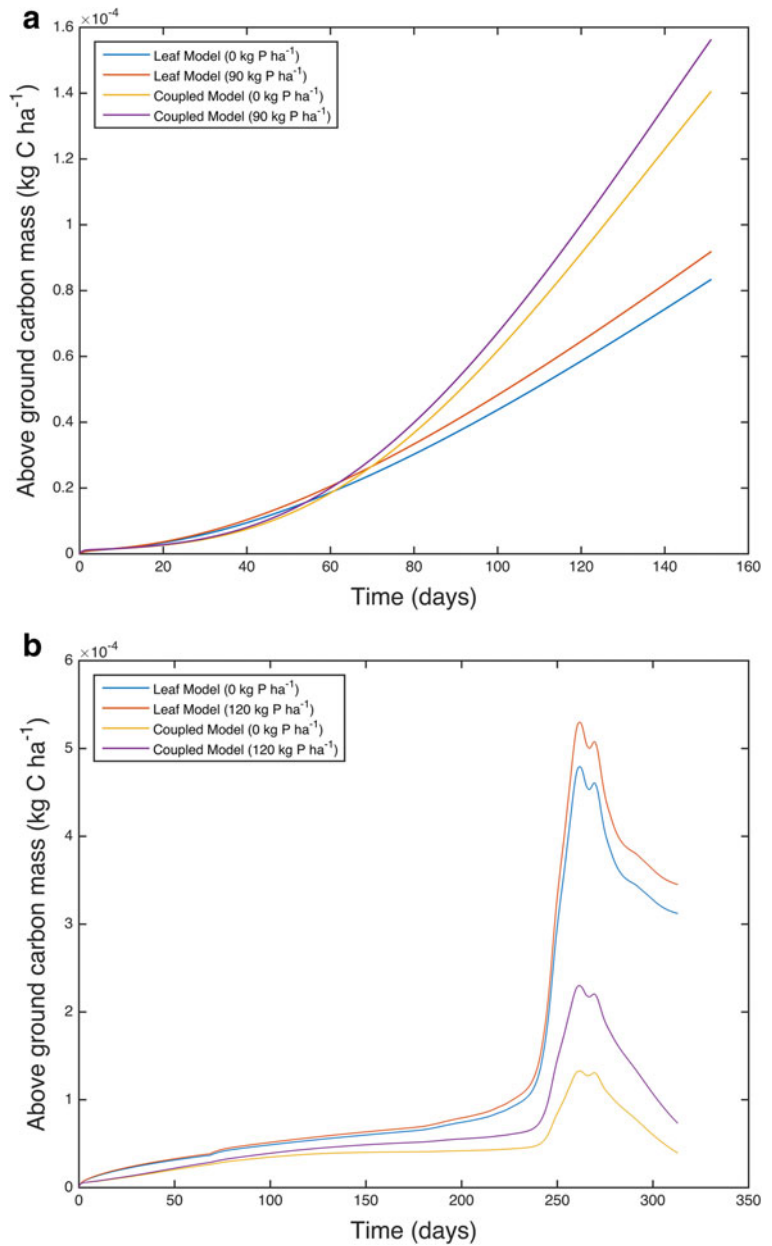 a
×10⁻⁴
1.6
1.4
1.2
1
0.8
0.6
0.4
0.2
0
Above ground carbon mass (kg C ha⁻¹)
Leaf Model (0 kg P ha⁻¹)
Leaf Model (90 kg P ha⁻¹)
Coupled Model (0 kg P ha⁻¹)
Coupled Model (90 kg P ha⁻¹)
0 20 40 60 80 100 120 140 160
Time (days)
b
×10⁻⁴
6
5
4
3
2
1
0
Above ground carbon mass (kg C ha⁻¹)
Leaf Model (0 kg P ha⁻¹)
Leaf Model (120 kg P ha⁻¹)
Coupled Model (0 kg P ha⁻¹)
Coupled Model (120 kg P ha⁻¹)
0 50 100 150 200 250 300 350
Time (days)